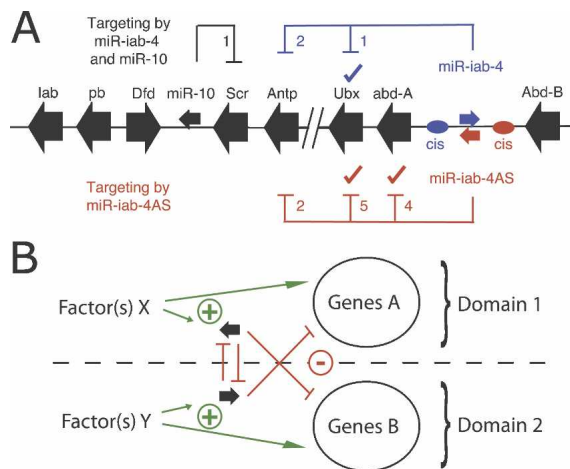 A
Targeting by
miR-iab-4
and miR-10
1
2
1
miR-iab-4
lab
pb
Dfd
miR-10
Scr
Antp
Ubx
abd-A
Abd-B
cis
cis
Targeting by
miR-iab-4AS
miR-iab-4AS
2
5
4
B
Factor(s) X
+
Genes A
Domain 1
-
Factor(s) Y
+
Genes B
Domain 2